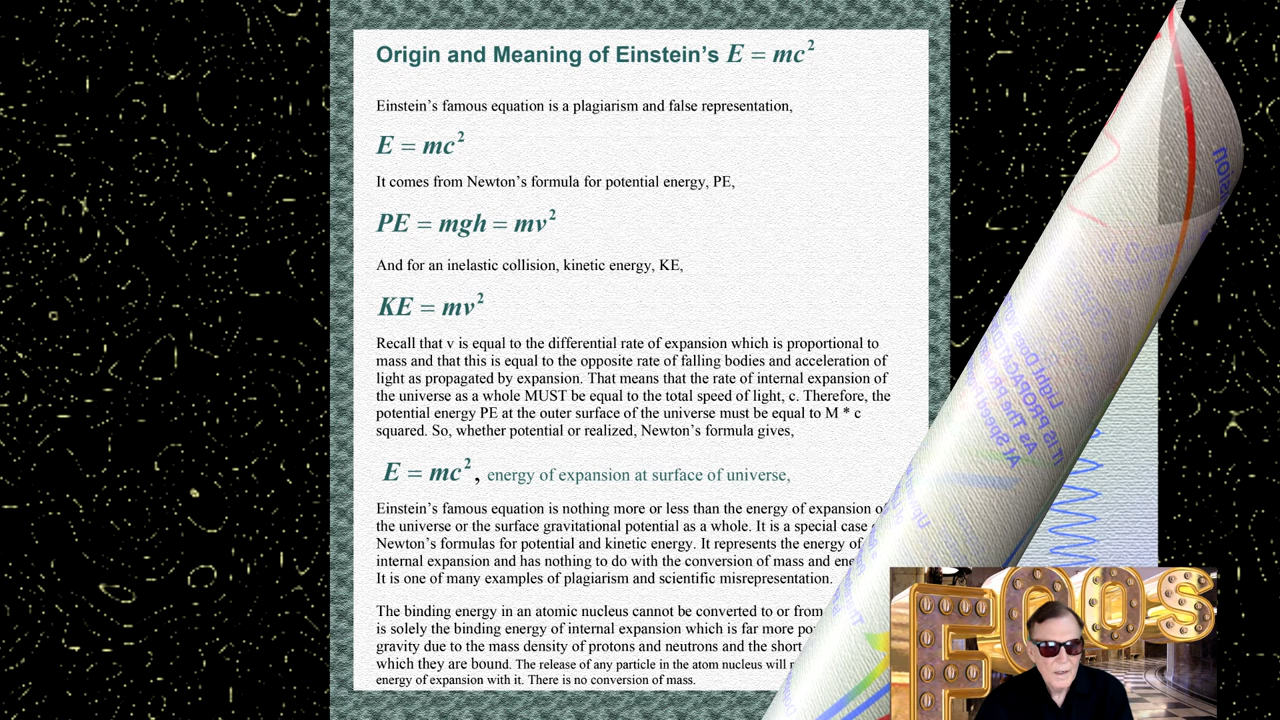 Origin and Meaning of Einstein's E = mc²
Einstein's famous equation is a plagiarism and false representation,
E = mc²
It comes from Newton's formula for potential energy, PE,
PE = mgh = mv²
And for an inelastic collision, kinetic energy, KE,
KE = mv²
Recall that v is equal to the differential rate of expansion which is proportional to
mass and that this is equal to the opposite rate of falling bodies and acceleration of
light as propagated by expansion. That means that the rate of internal expansion of
the universe as a whole MUST be equal to the total speed of light, c. Therefore, the
potential energy PE at the outer surface of the universe must be equal to M * c
squared. So, whether potential or realized, Newton's formula gives,
E = mc², energy of expansion at surface of universe,
Einstein's famous equation is nothing more or less than the energy of expansion
the universe or the surface gravitational potential as a whole. It is a special case
Newton's formulas for potential and kinetic energy. It represents the energy of
internal expansion and has nothing to do with the conversion of mass and
It is one of many examples of plagiarism and scientific misrepresentation.
The binding energy in an atomic nucleus cannot be converted to or from
is solely the binding energy of internal expansion which is far more
gravity due to the mass density of protons and neutrons and the short
which they are bound. The release of any particle in the atom nucleus will
energy of expansion with it. There is no conversion of mass.
Light Does
PROPAGA
At Speed
IT IS
FOOS